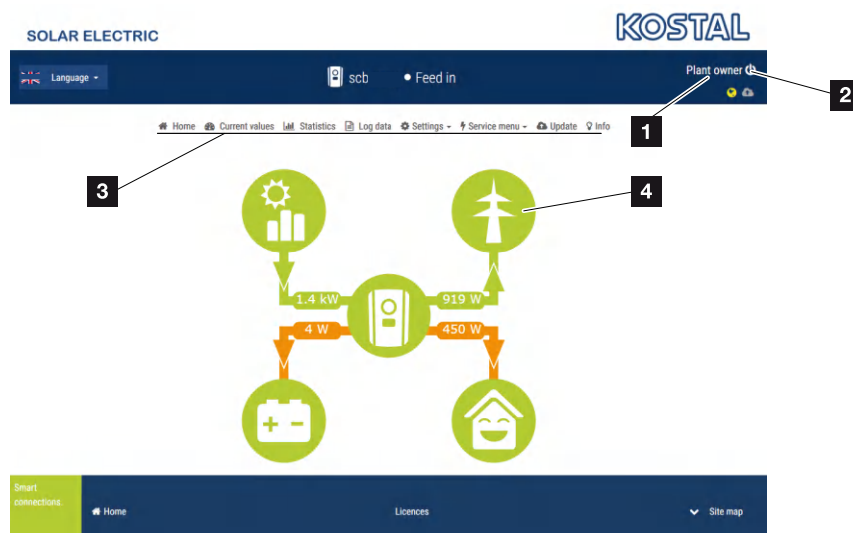 SOLAR ELECTRIC
KOSTAL
Language
scb
Feed in
Plant owner
2
1
Home Current values Statistics Log data Settings Service menu Update Info
3
4
1.4 kW
919 W
4 W
450 W
+ -
Smart
connections.
Home
Licences
Site map